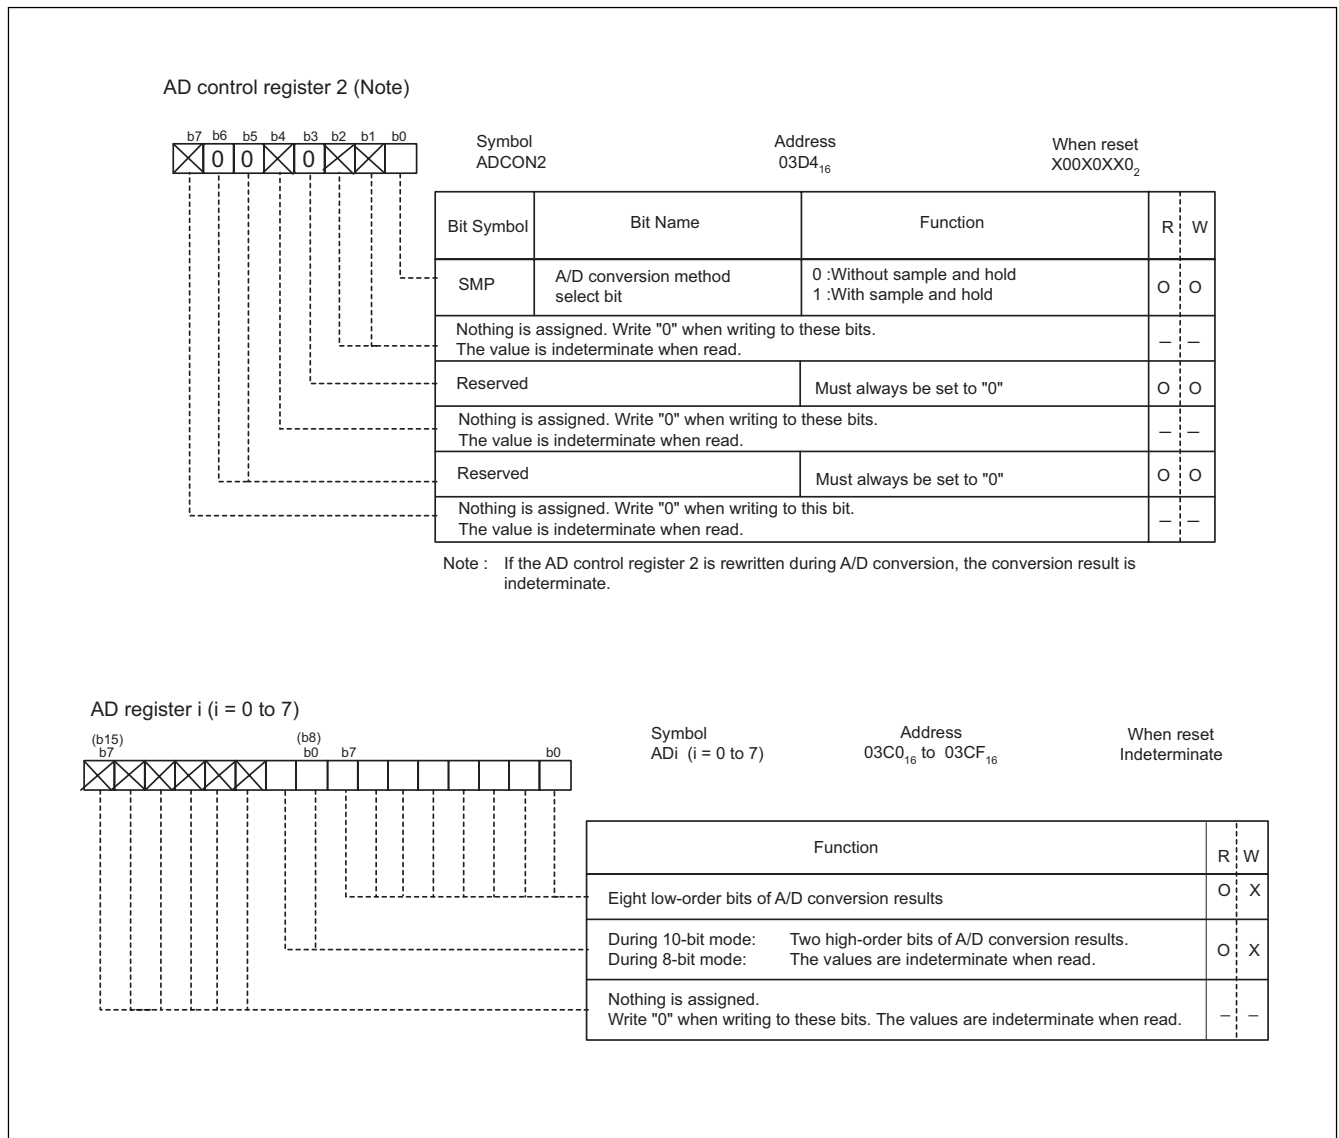 AD control register 2 (Note)
b7 b6 b5 b4 b3 b2 b1 b0
0 0 0
Symbol Address When reset
ADCON2 03D4₁₆ X00X0XX0₂
Bit Symbol Bit Name Function R W
SMP A/D conversion method select bit 0 :Without sample and hold O O
1 :With sample and hold
Nothing is assigned. Write "0" when writing to these bits.
The value is indeterminate when read. – –
Reserved Must always be set to "0" O O
Nothing is assigned. Write "0" when writing to these bits.
The value is indeterminate when read. – –
Reserved Must always be set to "0" O O
Nothing is assigned. Write "0" when writing to this bit.
The value is indeterminate when read. – –
Note : If the AD control register 2 is rewritten during A/D conversion, the conversion result is
indeterminate.
AD register i (i = 0 to 7)
(b15) (b8)
b7 b0 b7 b0
Symbol Address When reset
ADi (i = 0 to 7) 03C0₁₆ to 03CF₁₆ Indeterminate
Function R W
Eight low-order bits of A/D conversion results O X
During 10-bit mode: Two high-order bits of A/D conversion results.
During 8-bit mode: The values are indeterminate when read. O X
Nothing is assigned.
Write "0" when writing to these bits. The values are indeterminate when read. – –